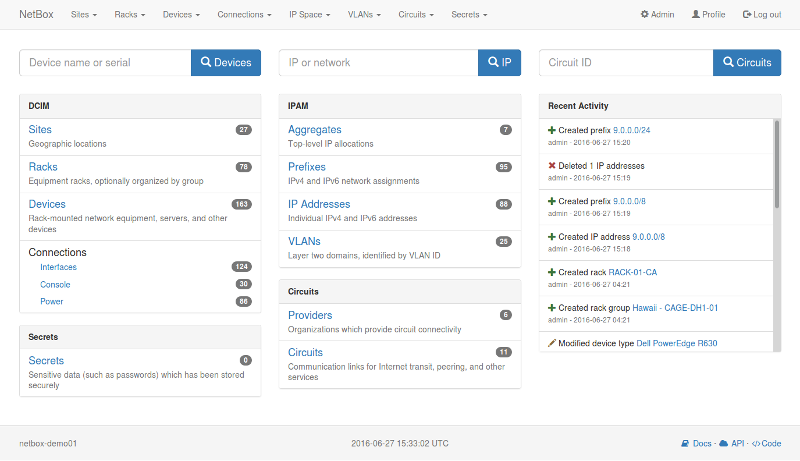 NetBox Sites Racks Devices Connections IP Space VLANs Circuits Secrets Admin Profile Log out
Device name or serial Devices
IP or network IP
Circuit ID Circuits
DCIM
Sites 27
Geographic locations
Racks 76
Equipment racks, optionally organized by group
Devices 163
Rack-mounted network equipment, servers, and other
devices
Connections
Interfaces 124
Console 30
Power 86
Secrets
Secrets 0
Sensitive data (such as passwords) which has been stored
securely
IPAM
Aggregates 7
Top-level IP allocations
Prefixes 95
IPv4 and IPv6 network assignments
IP Addresses 88
Individual IPv4 and IPv6 addresses
VLANs 25
Layer two domains, identified by VLAN ID
Circuits
Providers 6
Organizations which provide circuit connectivity
Circuits 11
Communication links for Internet transit, peering, and other
services
Recent Activity
Created prefix 9.0.0.0/24
admin - 2016-06-27 15:20
Deleted 1 IP addresses
admin - 2016-06-27 15:19
Created prefix 9.0.0.0/8
admin - 2016-06-27 15:19
Created IP address 9.0.0.0/8
admin - 2016-06-27 15:18
Created rack RACK-01-CA
admin - 2016-06-27 04:21
Created rack group Hawaii - CAGE-DH1-01
admin - 2016-06-27 04:21
Modified device type Dell PowerEdge R630
netbox-demo01
2016-06-27 15:33:02 UTC
Docs · API · </>Code